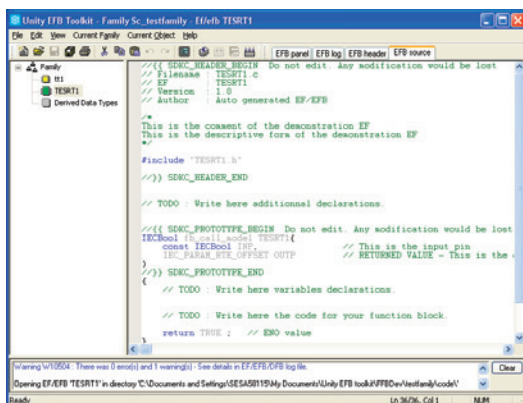 Unity EFB Toolkit - Family Sc_testfamily - Ef/efb TESRT1
File Edit View Current Family Current Object Help
EFB panel EFB log EFB header EFB source
Family
tt1
TESRT1
Derived Data Types
//{{ SDKC_HEADER_BEGIN Do not edit. Any modification would be lost
// Filename : TESRT1.c
// EF : TESRT1
// Version : 1.0
// Author : Auto generated EF/EFB
/*
This is the comment of the demonstration EF
This is the descriptive form of the demonstration EF
*/
#include "TESRT1.h"
//}} SDKC_HEADER_END
// TODO : Write here additionnal declarations.
//{{ SDKC_PROTOTYPE_BEGIN Do not edit. Any modification would be lost
IECBool fb_call_model TESRT1(
const IECBool INP, // This is the input pin
IEC_PARAM_RTE_OFFSET OUTP // RETURNED VALUE - This is the
)
//}} SDKC_PROTOTYPE_END
{
// TODO : Write here variables declarations.
// TODO : Write here the code for your function block.
return TRUE ; // ENO value
}
Warning W10504 : There was 0 error(s) and 1 warning(s) - See details in EF/EFB/DFB log file.
Clear
Opening EF/EFB 'TESRT1' in directory 'C:\Documents and Settings\SESA58115\My Documents\Unity EFB toolkit\FFBDev\testfamily\code\'
Ready Ln 36/36, Col 1 NUM